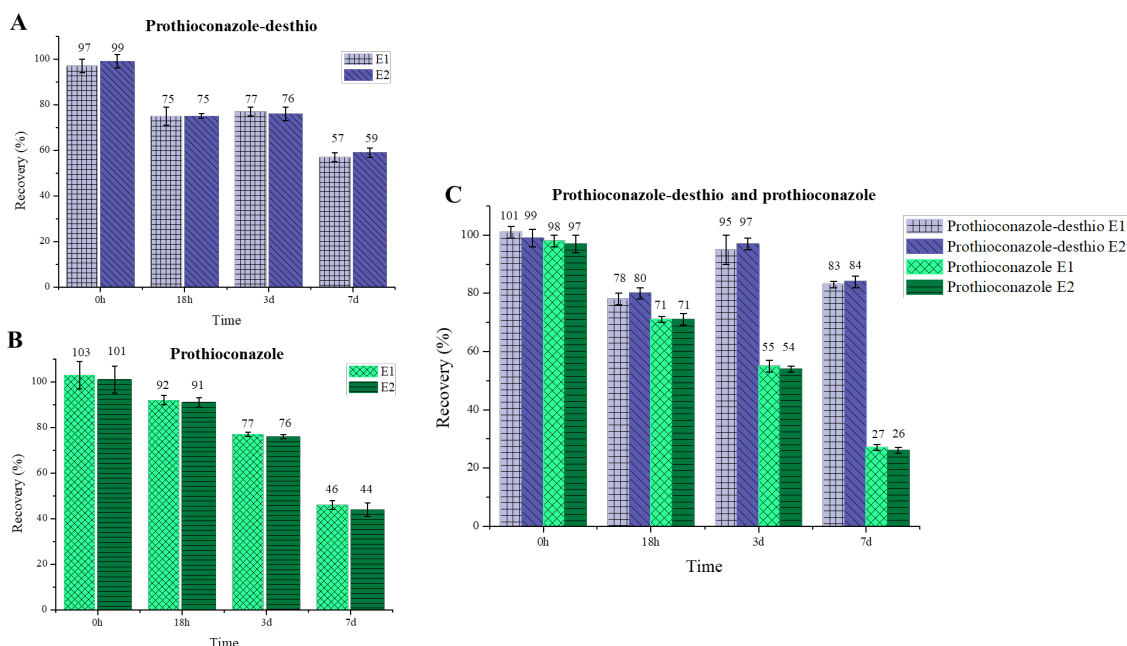 A
Prothioconazole-desthio
97 99
75 75
77 76
57 59
E1
E2
100
80
60
40
20
0
Recovery (%)
0h 18h 3d 7d
Time
B
Prothioconazole
103 101
92 91
77 76
46 44
E1
E2
100
80
60
40
20
0
Recovery (%)
0h 18h 3d 7d
Time
C
Prothioconazole-desthio and prothioconazole
101 99 98 97
78 80 71 71
95 97 55 54
83 84 27 26
100
80
60
40
20
0
Recovery (%)
0h 18h 3d 7d
Time
Prothioconazole-desthio E1
Prothioconazole-desthio E2
Prothioconazole E1
Prothioconazole E2